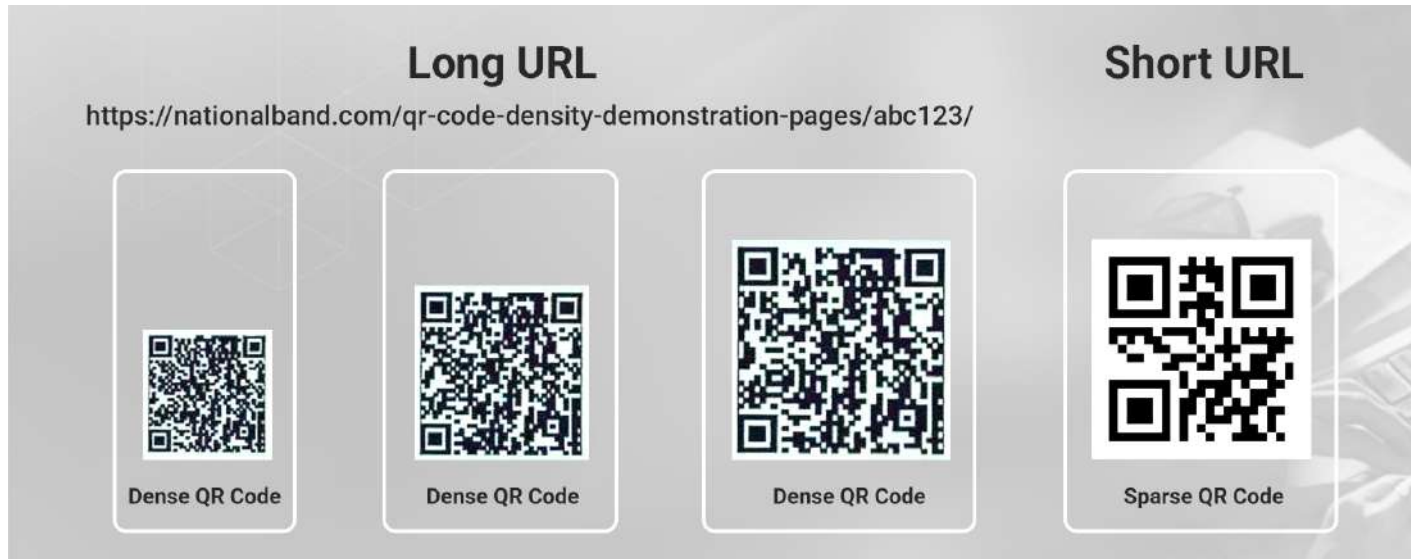 Long URL
Short URL
https://nationalband.com/qr-code-density-demonstration-pages/abc123/
Dense QR Code
Dense QR Code
Dense QR Code
Sparse QR Code